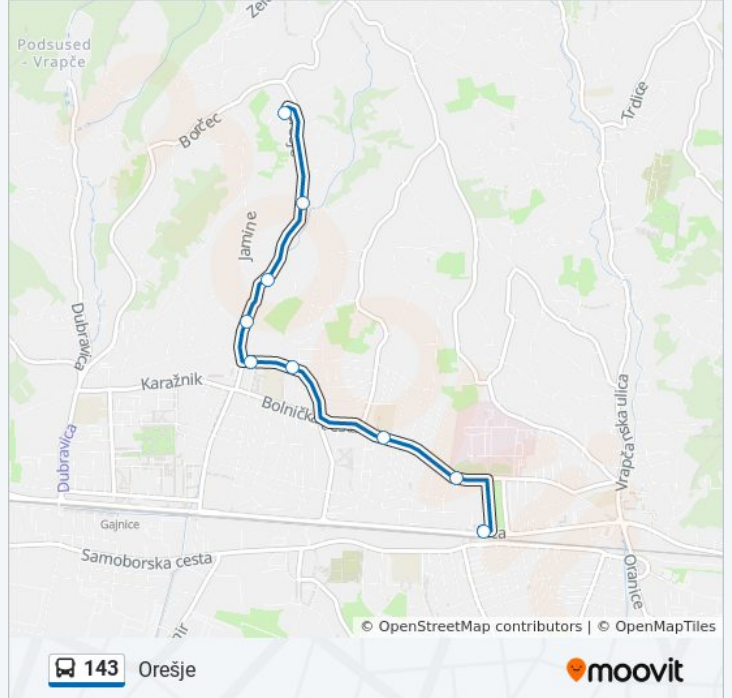 Podsused
- Vrapče
Borčec
Trdice
Jamine
Dubravica
Karažnik
Bolnička
Vrapčanska ulica
Dubravica
Gajnice
Samoborska cesta
Oranice
© OpenStreetMap contributors | © OpenMapTiles
143 Orešje
moovit